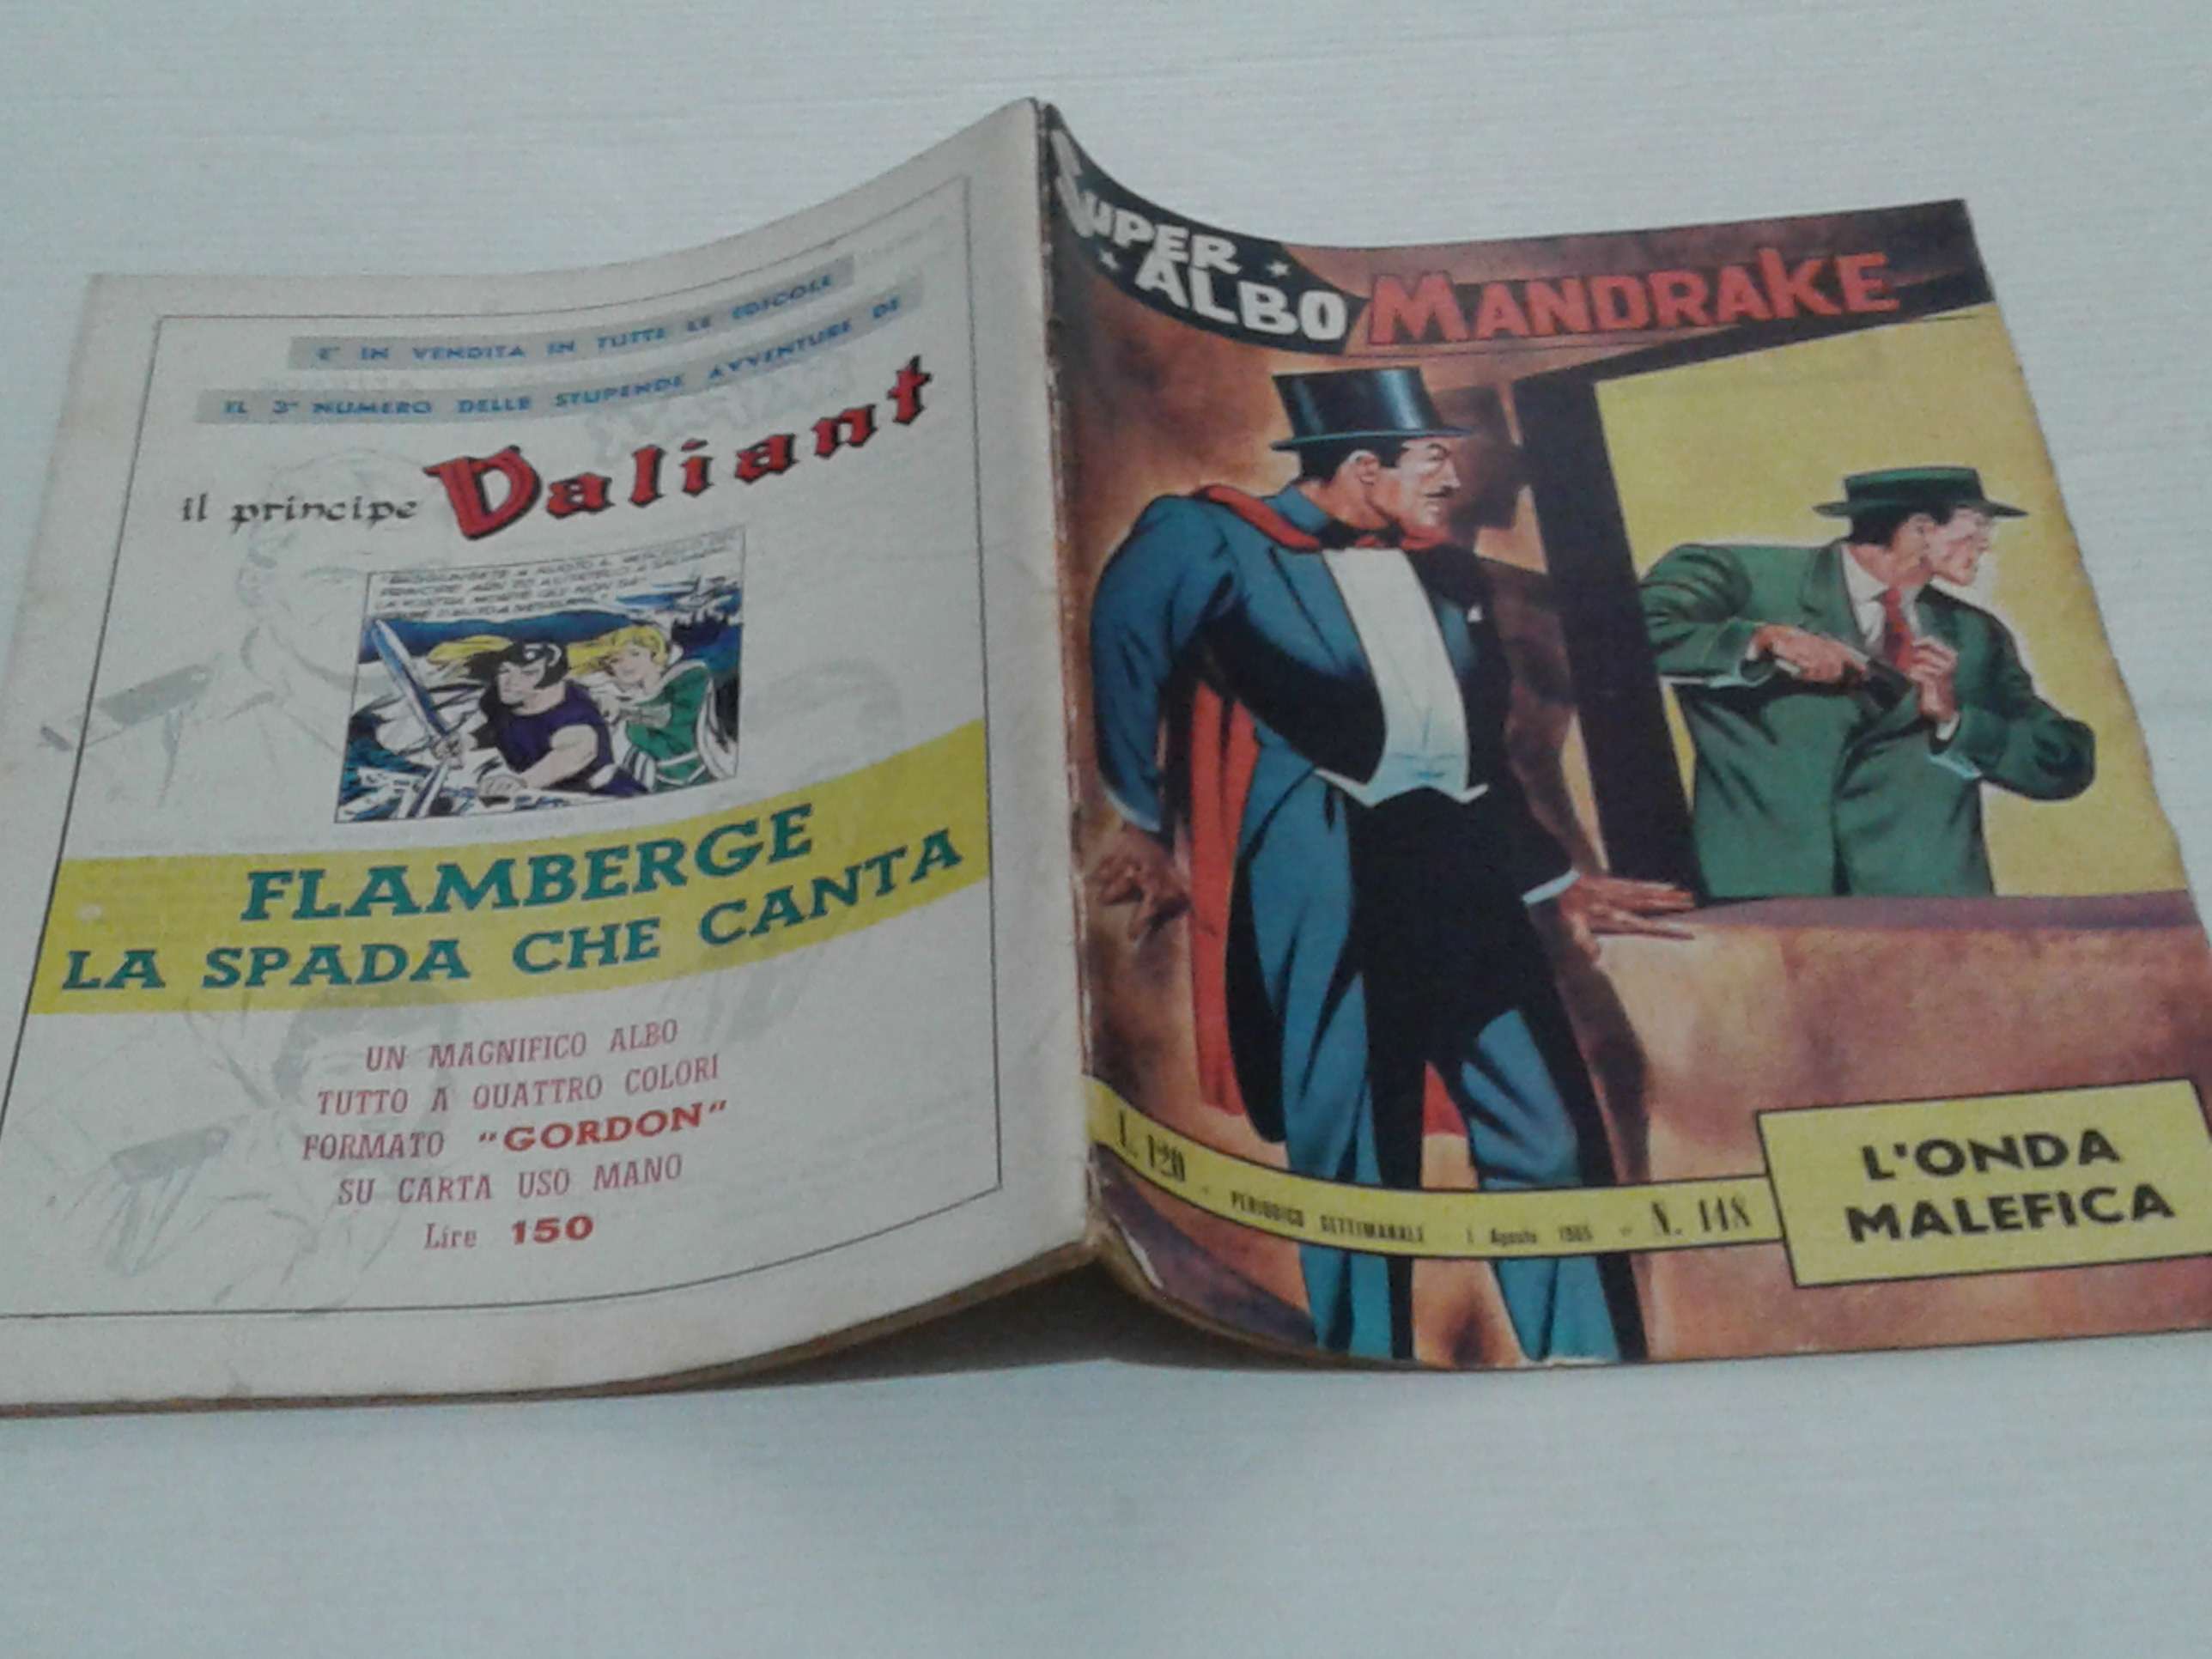 E' IN VENDITA IN TUTTE LE EDICOLE
IL 3° NUMERO DELLE STUPENDE AVVENTURE DI
il principe Valiant
FLAMBERGE
LA SPADA CHE CANTA
UN MAGNIFICO ALBO
TUTTO A QUATTRO COLORI
FORMATO "GORDON"
SU CARTA USO MANO
Lire 150
SUPER
ALBO MANDRAKE
L. 120 - PERIODICO SETTIMANALE - 1 Agosto 1965 - N. 148
L'ONDA
MALEFICA